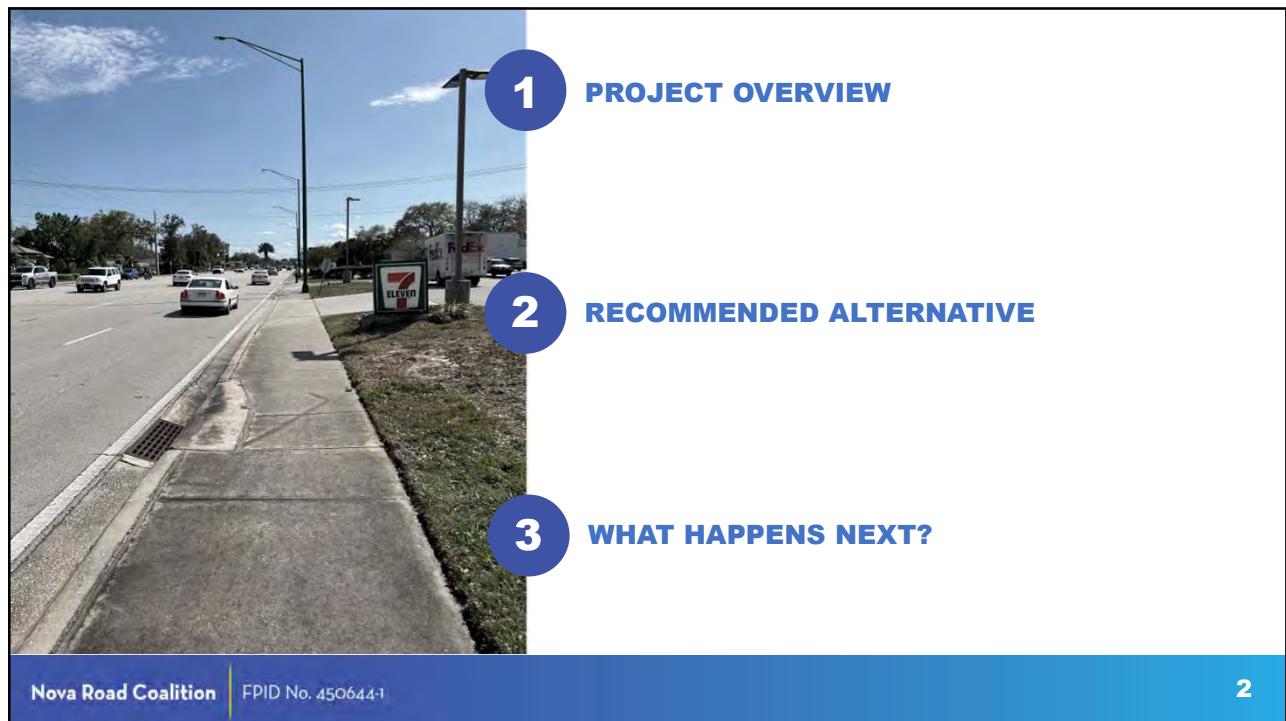 1
PROJECT OVERVIEW
FedEx
7
ELEVEN
2
RECOMMENDED ALTERNATIVE
3
WHAT HAPPENS NEXT?
Nova Road Coalition
FPID No. 450644-1
2